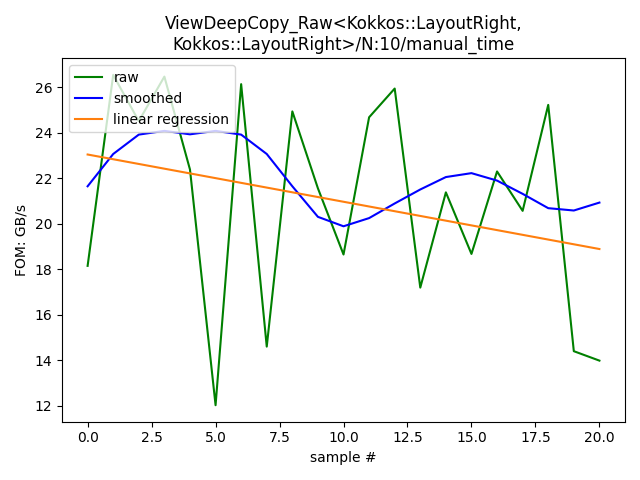 ViewDeepCopy_Raw<Kokkos::LayoutRight,
Kokkos::LayoutRight>/N:10/manual_time
raw
smoothed
linear regression
FOM: GB/s
26
24
22
20
18
16
14
12
0.0 2.5 5.0 7.5 10.0 12.5 15.0 17.5 20.0
sample #